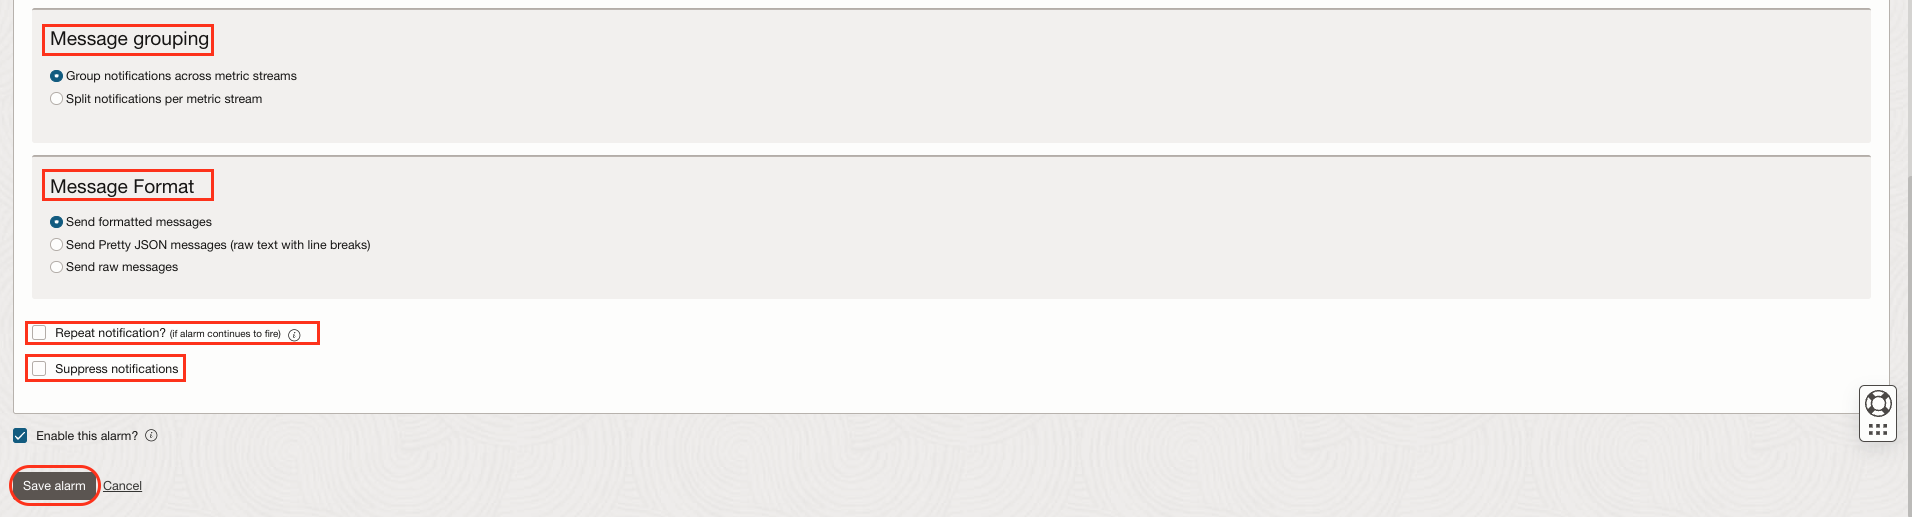 Message grouping
Group notifications across metric streams
Split notifications per metric stream
Message Format
Send formatted messages
Send Pretty JSON messages (raw text with line breaks)
Send raw messages
Repeat notification? (if alarm continues to fire) i
Suppress notifications
Enable this alarm? i
Save alarm Cancel